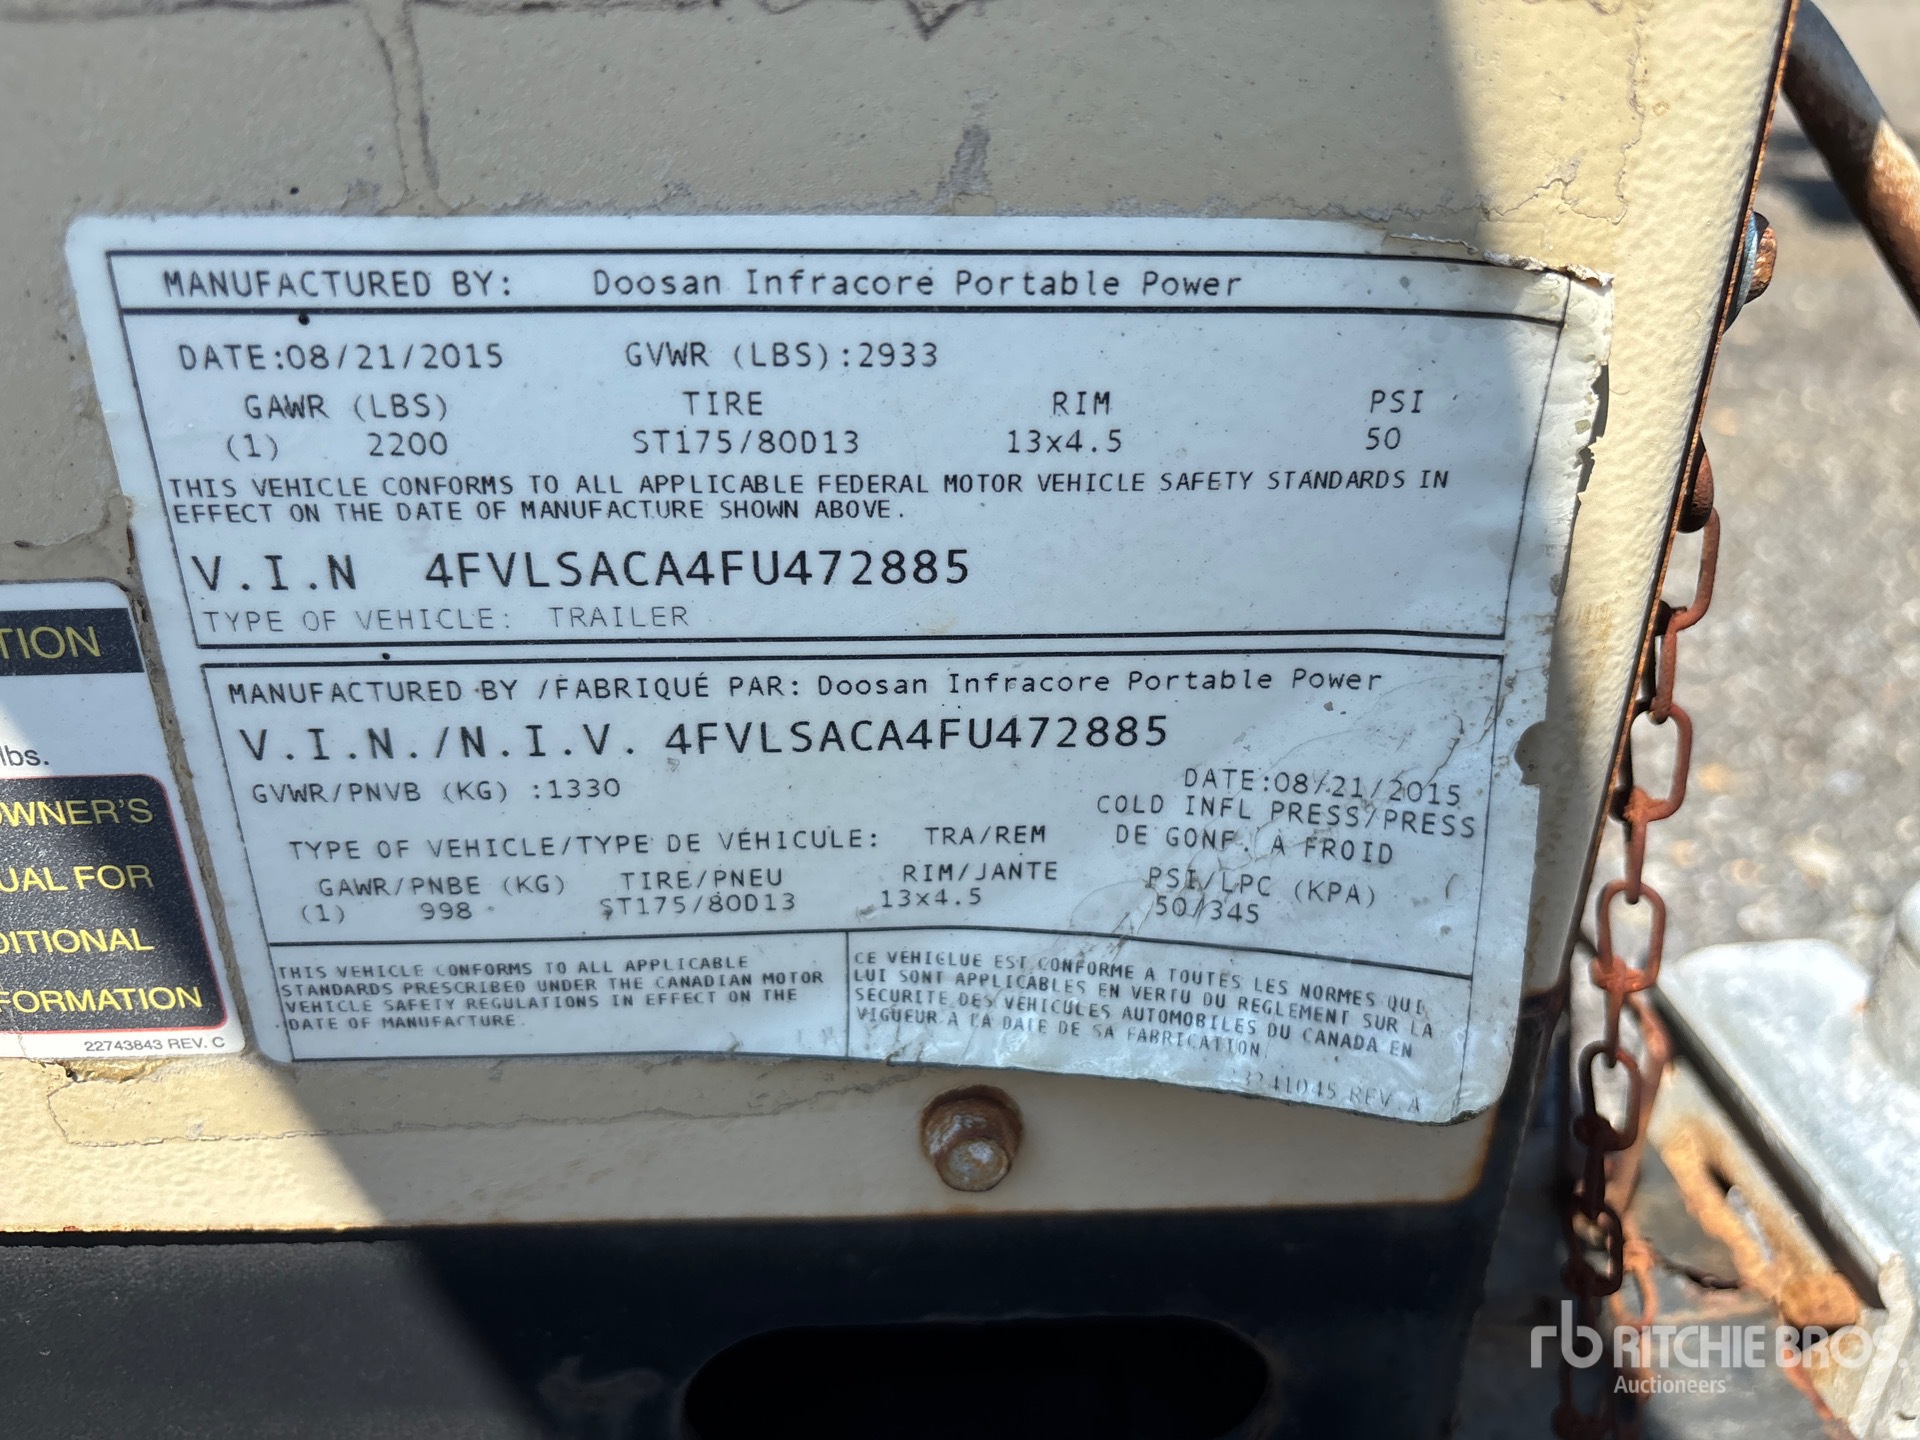 MANUFACTURED BY: Doosan Infracore Portable Power
DATE:08/21/2015 GVWR (LBS):2933
GAWR (LBS) TIRE RIM PSI
(1) 2200 ST175/80D13 13x4.5 50
THIS VEHICLE CONFORMS TO ALL APPLICABLE FEDERAL MOTOR VEHICLE SAFETY STANDARDS IN
EFFECT ON THE DATE OF MANUFACTURE SHOWN ABOVE.
V.I.N 4FVLSACA4FU472885
TYPE OF VEHICLE: TRAILER
MANUFACTURED BY /FABRIQUÉ PAR: Doosan Infracore Portable Power
V.I.N./N.I.V. 4FVLSACA4FU472885
GVWR/PNVB (KG) :1330
DATE:08/21/2015
COLD INFL PRESS/PRESS
DE GONF. A FROID
TYPE OF VEHICLE/TYPE DE VÉHICULE: TRA/REM
GAWR/PNBE (KG) TIRE/PNEU RIM/JANTE PSI/LPC (KPA)
(1) 998 ST175/80D13 13x4.5 50/345
THIS VEHICLE CONFORMS TO ALL APPLICABLE
STANDARDS PRESCRIBED UNDER THE CANADIAN MOTOR
VEHICLE SAFETY REGULATIONS IN EFFECT ON THE
DATE OF MANUFACTURE.
CE VÉHIGLUE EST CONFORME A TOUTES LES NORMES QUI
LUI SONT APPLICABLES EN VERTU DU REGLEMENT SUR LA
SECURITE DES VEHICULES AUTOMOBILES DU CANADA EN
VIGUEUR A LA DATE DE SA FABRICATION
REV. A
TION
lbs.
OWNER'S
UAL FOR
DITIONAL
FORMATION
22743843 REV. C
rb RITCHIE BROS.
Auctioneers